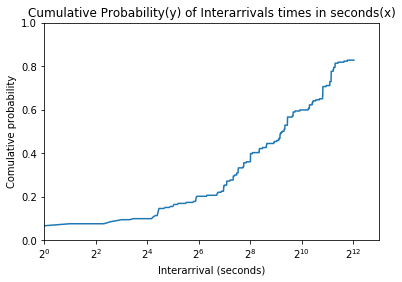 Cumulative Probability(y) of Interarrivals times in seconds(x)
1.0
0.8
0.6
0.4
0.2
0.0
Comulative probability
2^0 2^2 2^4 2^6 2^8 2^10 2^12
Interarrival (seconds)